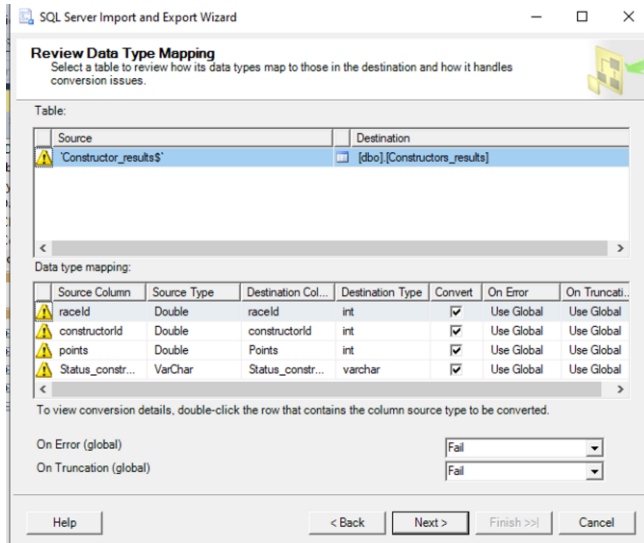 SQL Server Import and Export Wizard
Review Data Type Mapping
Select a table to review how its data types map to those in the destination and how it handles
conversion issues.
Table:
Source Destination
'Constructor_results$' [dbo].[Constructors_results]
Data type mapping:
Source Column Source Type Destination Col... Destination Type Convert On Error On Truncati...
raceId Double raceId int Use Global Use Global
constructorId Double constructorId int Use Global Use Global
points Double Points int Use Global Use Global
Status_constr... VarChar Status_constr... varchar Use Global Use Global
To view conversion details, double-click the row that contains the column source type to be converted.
On Error (global) Fail
On Truncation (global) Fail
Help < Back Next > Finish >>| Cancel